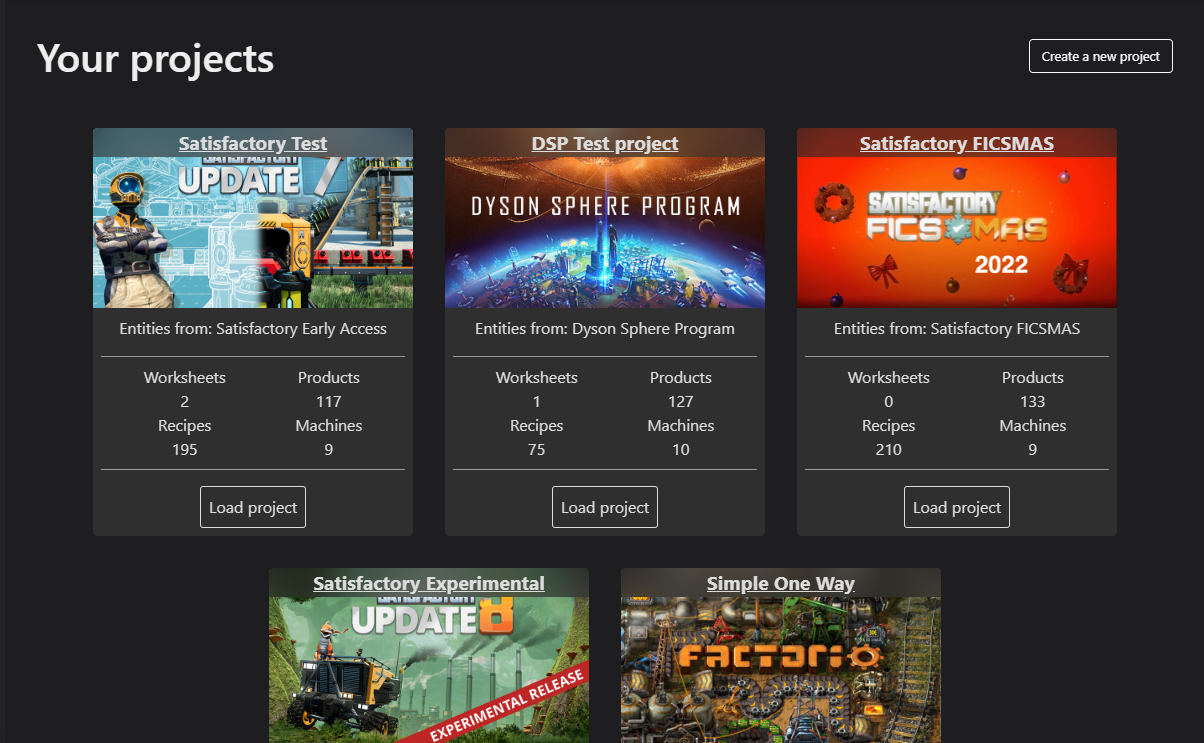 Your projects
Create a new project
Satisfactory Test
SATISFACTORY
UPDATE 7
Entities from: Satisfactory Early Access
Worksheets Products
2 117
Recipes Machines
195 9
Load project
DSP Test project
DYSON SPHERE PROGRAM
Entities from: Dyson Sphere Program
Worksheets Products
1 127
Recipes Machines
75 10
Load project
Satisfactory FICSMAS
SATISFACTORY
FICSMAS
2022
Entities from: Satisfactory FICSMAS
Worksheets Products
0 133
Recipes Machines
210 9
Load project
Satisfactory Experimental
SATISFACTORY
UPDATE 8
EXPERIMENTAL RELEASE
Simple One Way
FACTORIO